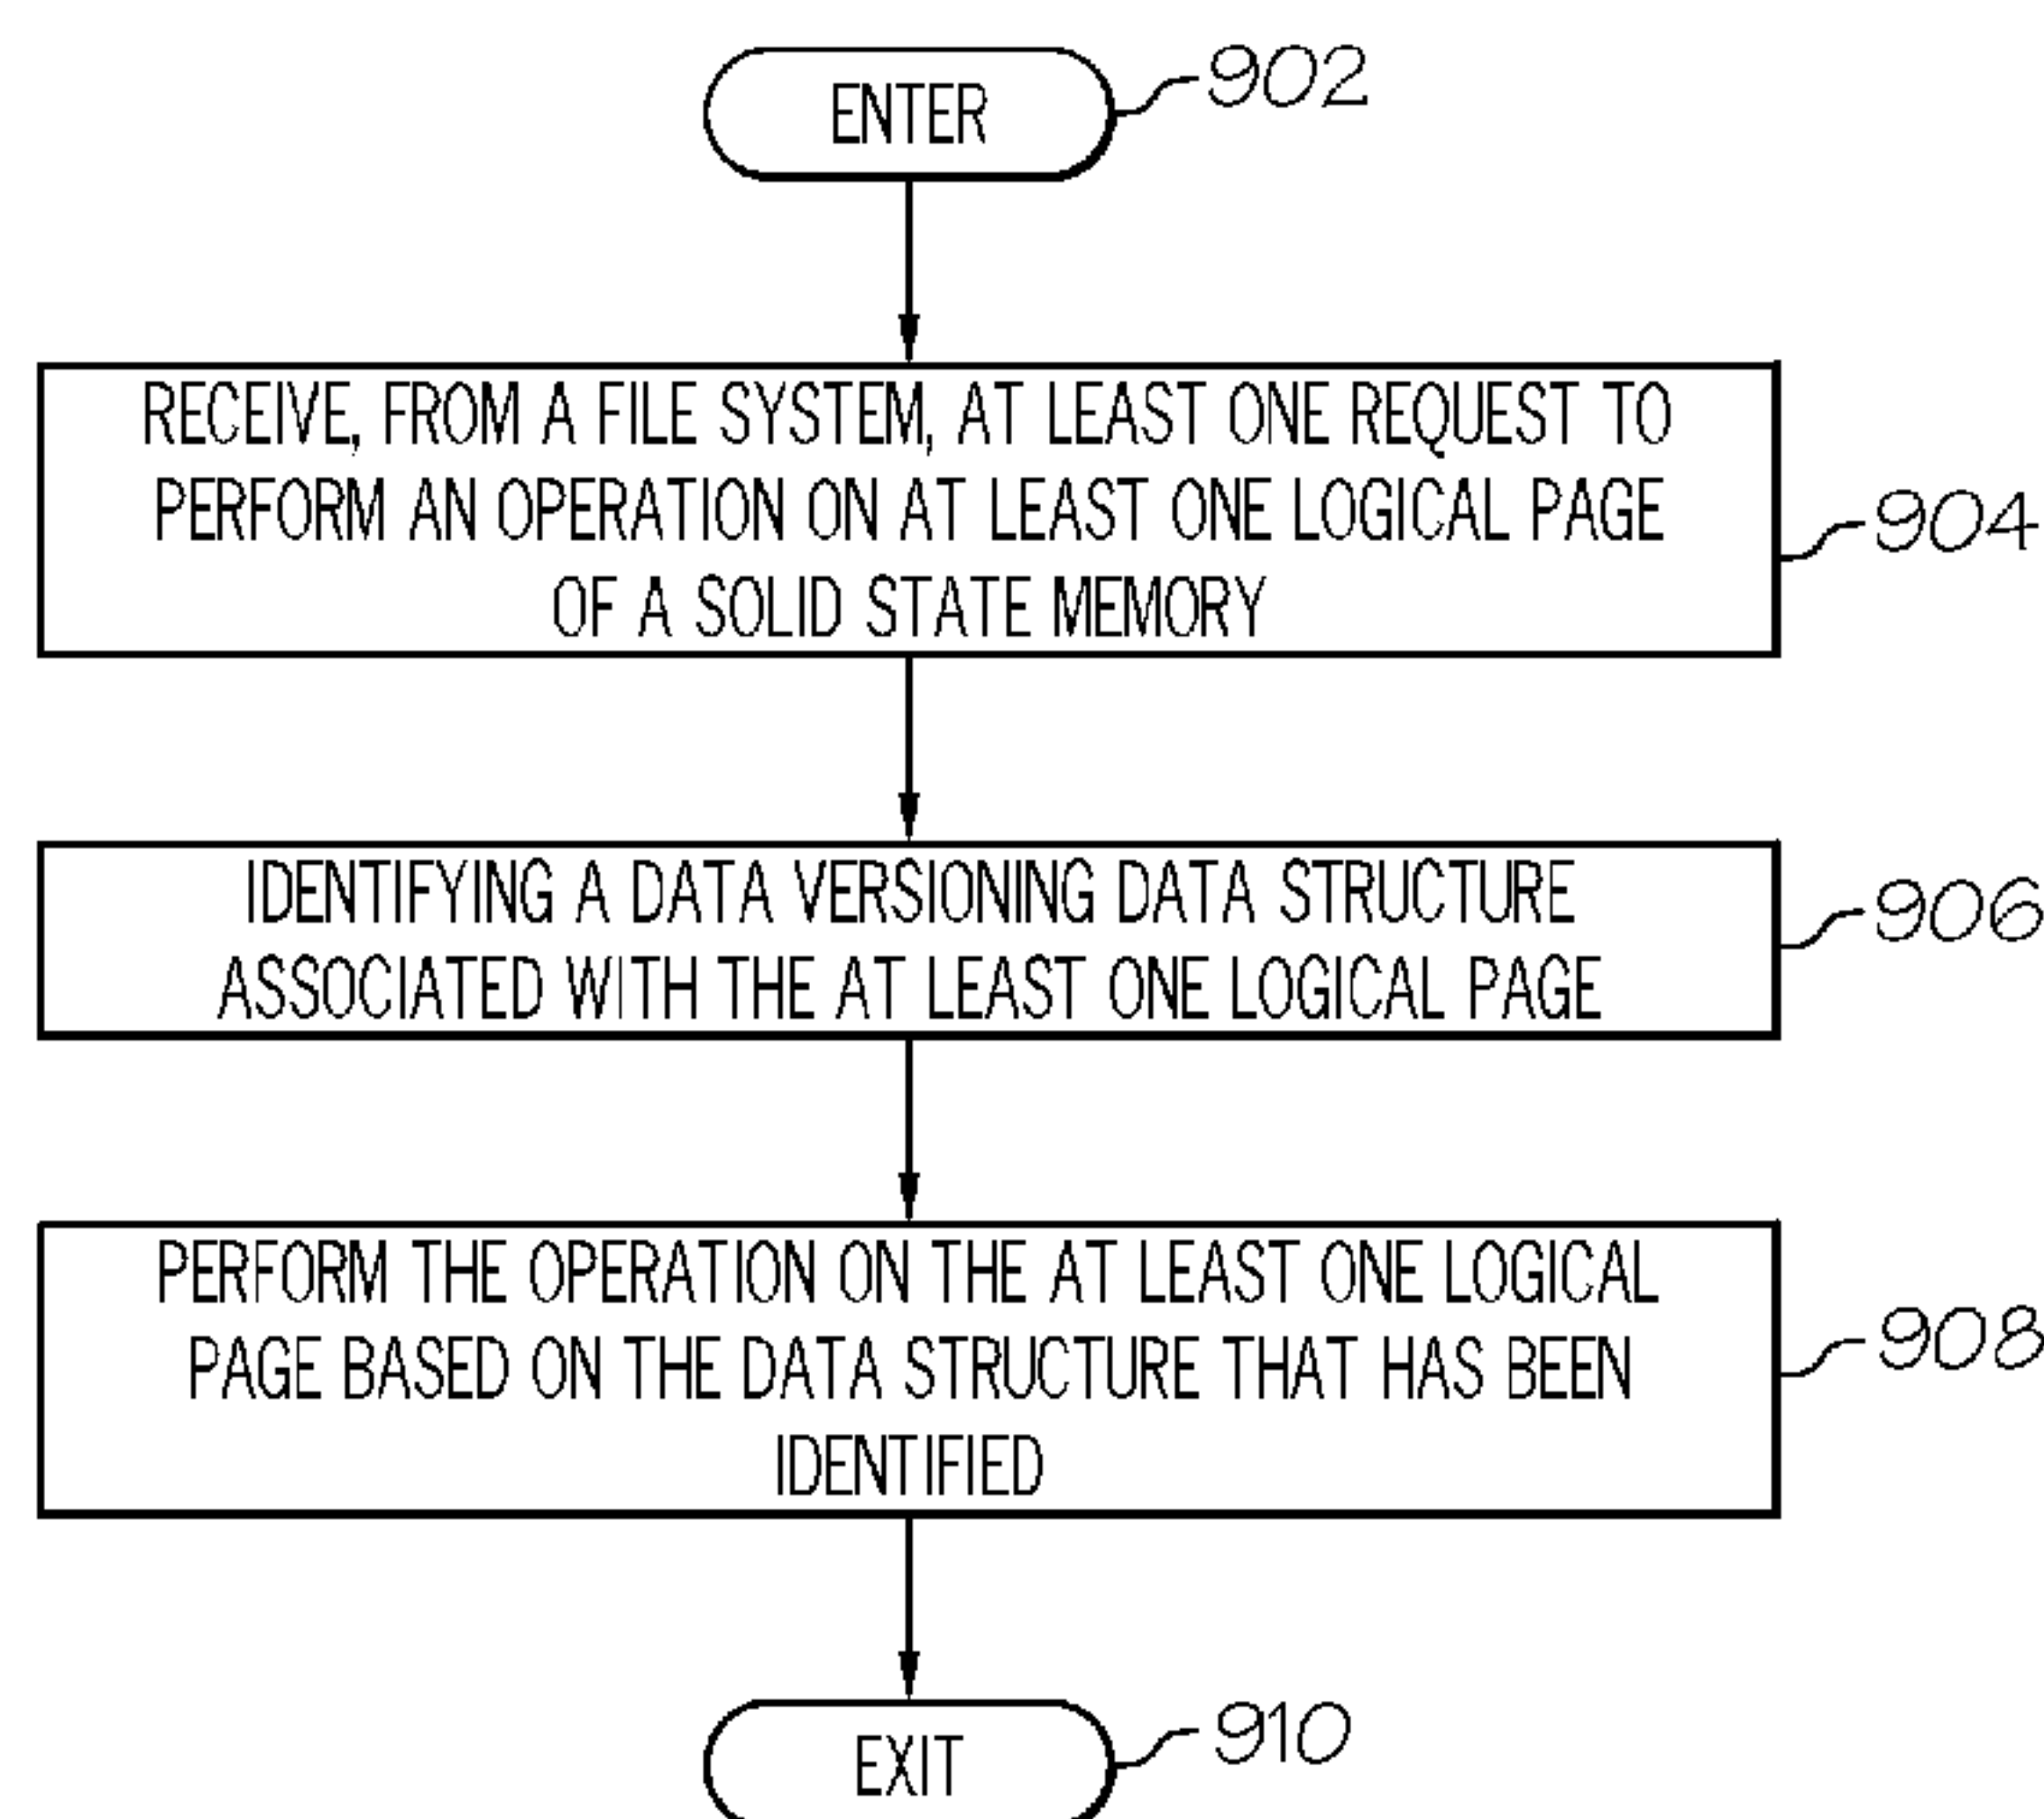 ENTER
902
RECEIVE, FROM A FILE SYSTEM, AT LEAST ONE REQUEST TO
PERFORM AN OPERATION ON AT LEAST ONE LOGICAL PAGE
OF A SOLID STATE MEMORY
904
IDENTIFYING A DATA VERSIONING DATA STRUCTURE
ASSOCIATED WITH THE AT LEAST ONE LOGICAL PAGE
906
PERFORM THE OPERATION ON THE AT LEAST ONE LOGICAL
PAGE BASED ON THE DATA STRUCTURE THAT HAS BEEN
IDENTIFIED
908
EXIT
910